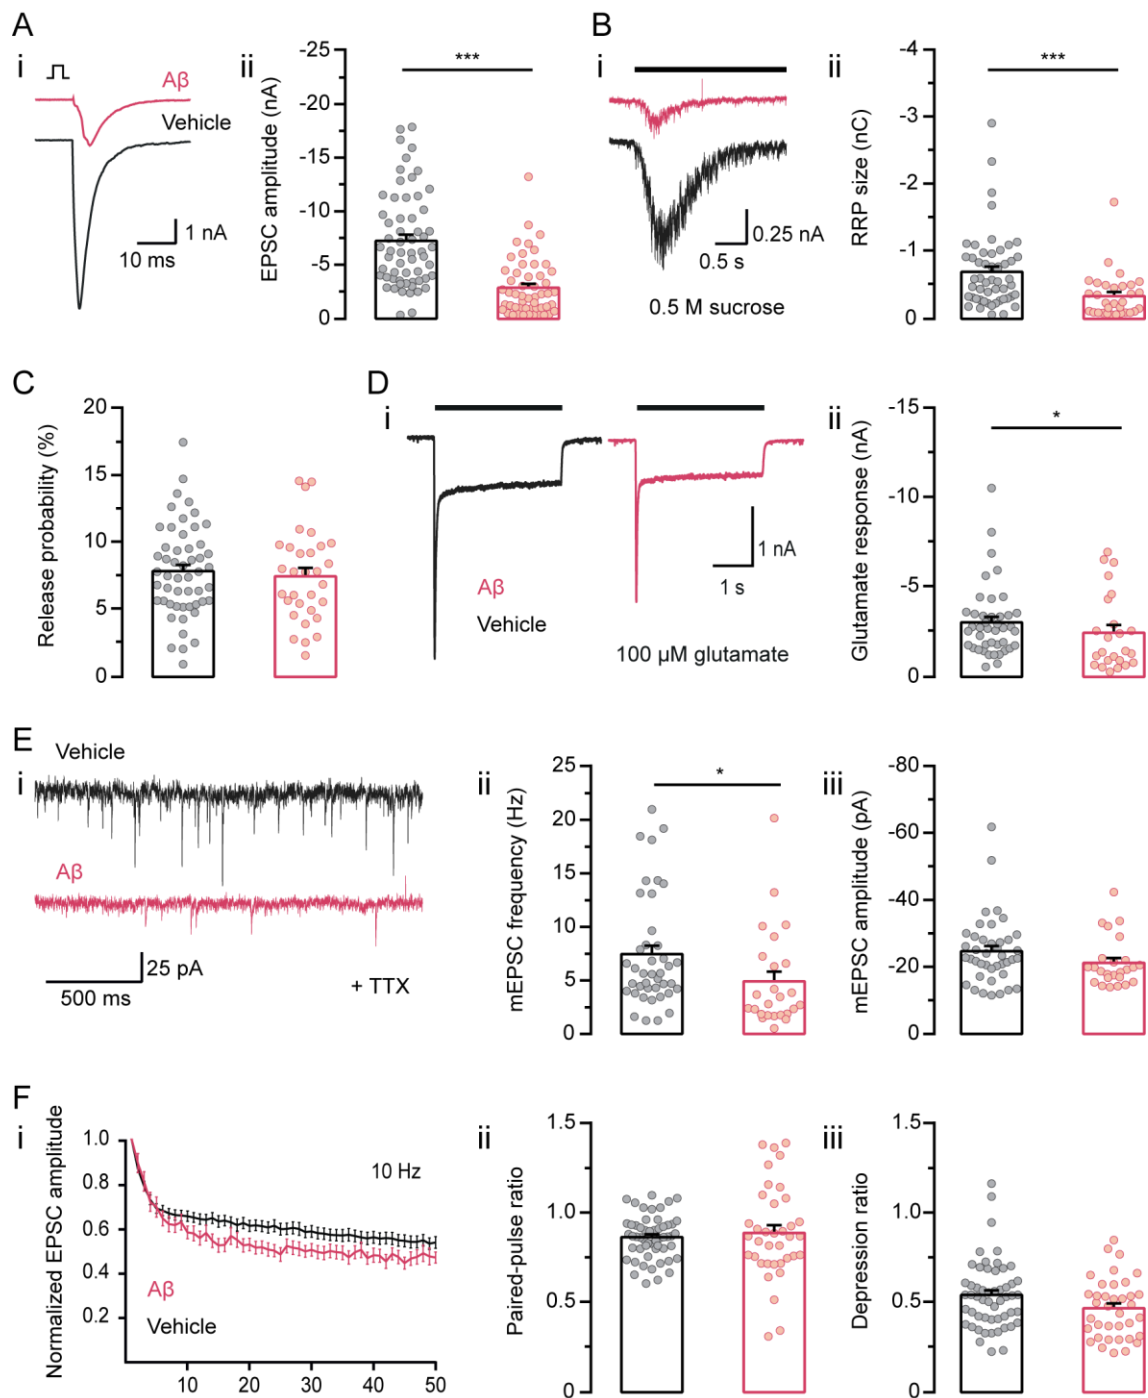 A
i
Aβ
Vehicle
1 nA
10 ms
ii
EPSC amplitude (nA)
-25
-20
-15
-10
-5
0
***
B
i
0.25 nA
0.5 s
0.5 M sucrose
ii
RRP size (nC)
-4
-3
-2
-1
0
***
C
Release probability (%)
20
15
10
5
0
D
i
Aβ
Vehicle
1 nA
1 s
100 µM glutamate
ii
Glutamate response (nA)
-15
-10
-5
0
*
E
i
Vehicle
Aβ
25 pA
500 ms
+ TTX
ii
mEPSC frequency (Hz)
25
20
15
10
5
0
*
iii
mEPSC amplitude (pA)
-80
-60
-40
-20
0
F
i
Normalized EPSC amplitude
1.0
0.8
0.6
0.4
0.2
10 Hz
Aβ
Vehicle
10 20 30 40 50
ii
Paired-pulse ratio
1.5
1.0
0.5
0
iii
Depression ratio
1.5
1.0
0.5
0